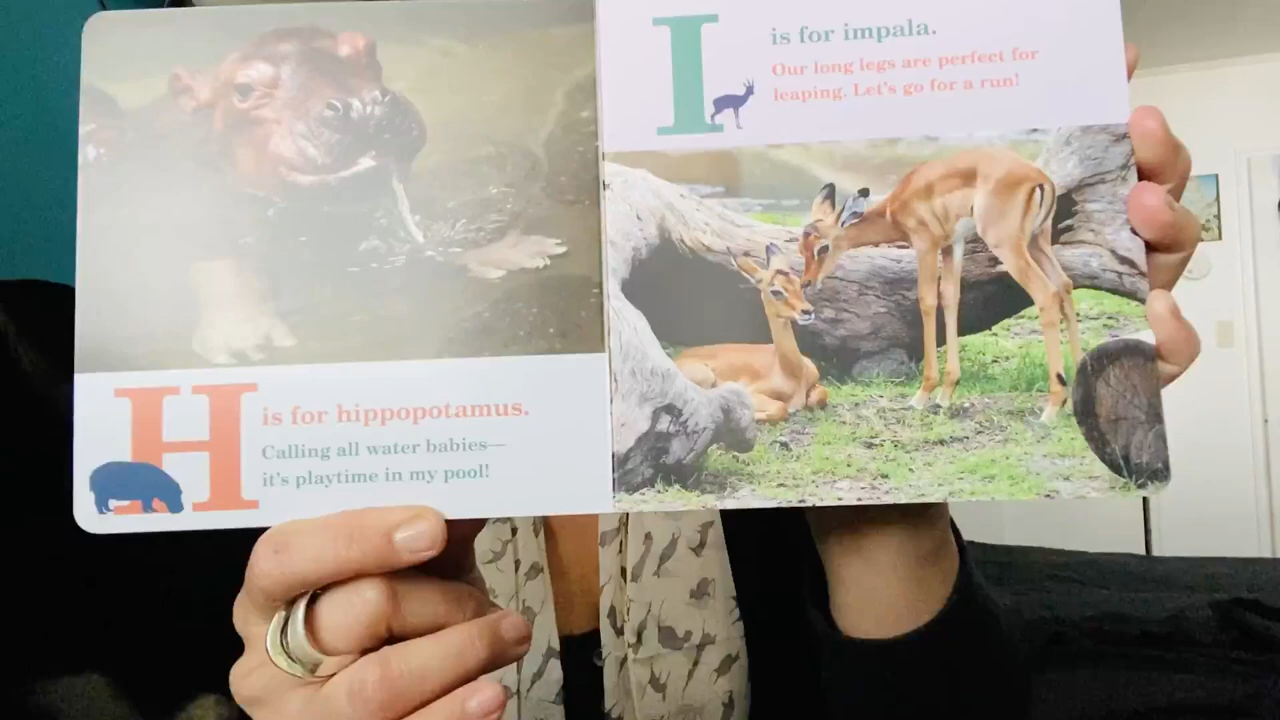 H is for hippopotamus.
Calling all water babies—
it's playtime in my pool!
I is for impala.
Our long legs are perfect for
leaping. Let's go for a run!